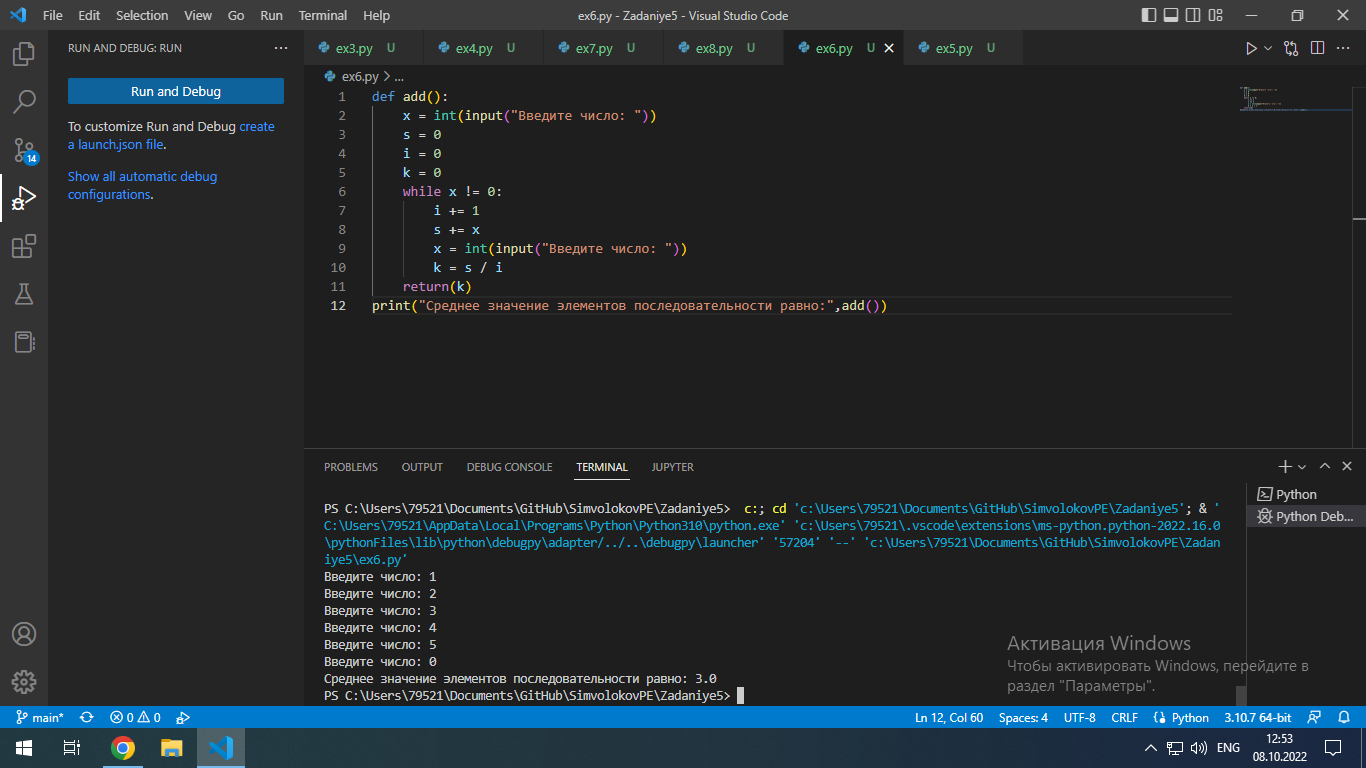 File Edit Selection View Go Run Terminal Help ex6.py - Zadaniye5 - Visual Studio Code
RUN AND DEBUG: RUN ...
ex3.py U ex4.py U ex7.py U ex8.py U ex6.py U ex5.py U
Run and Debug
To customize Run and Debug create
a launch.json file.
Show all automatic debug
configurations.
14
ex6.py > ...
1 def add():
2 x = int(input("Введите число: "))
3 s = 0
4 i = 0
5 k = 0
6 while x != 0:
7 i += 1
8 s += x
9 x = int(input("Введите число: "))
10 k = s / i
11 return(k)
12 print("Среднее значение элементов последовательности равно:",add())
PROBLEMS OUTPUT DEBUG CONSOLE TERMINAL JUPYTER
PS C:\Users\79521\Documents\GitHub\SimvolokovPE\Zadaniye5> c:; cd 'c:\Users\79521\Documents\GitHub\SimvolokovPE\Zadaniye5'; & '
C:\Users\79521\AppData\Local\Programs\Python\Python310\python.exe' 'c:\Users\79521\.vscode\extensions\ms-python.python-2022.16.0
\pythonFiles\lib\python\debugpy\adapter/../..\debugpy\launcher' '57204' '--' 'c:\Users\79521\Documents\GitHub\SimvolokovPE\Zadan
iye5\ex6.py'
Введите число: 1
Введите число: 2
Введите число: 3
Введите число: 4
Введите число: 5
Введите число: 0
Среднее значение элементов последовательности равно: 3.0
PS C:\Users\79521\Documents\GitHub\SimvolokovPE\Zadaniye5>
Python
Python Deb...
Активация Windows
Чтобы активировать Windows, перейдите в
раздел "Параметры".
main* 0 0 Ln 12, Col 60 Spaces: 4 UTF-8 CRLF Python 3.10.7 64-bit
ENG 12:53
08.10.2022